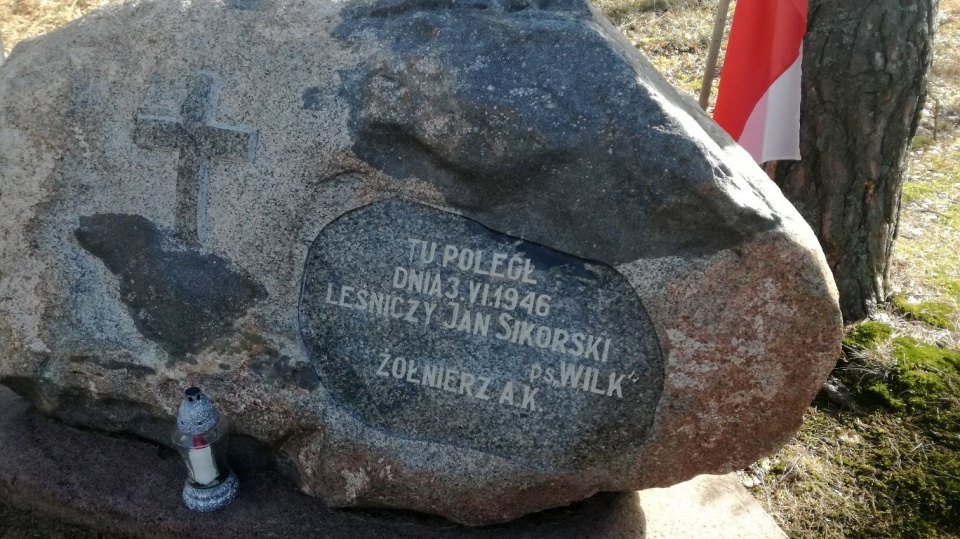 TU POLEGŁ
DNIA 3.VI.1946
LEŚNICZY JAN SIKORSKI
ps.„WILK"
ŻOŁNIERZ A.K.